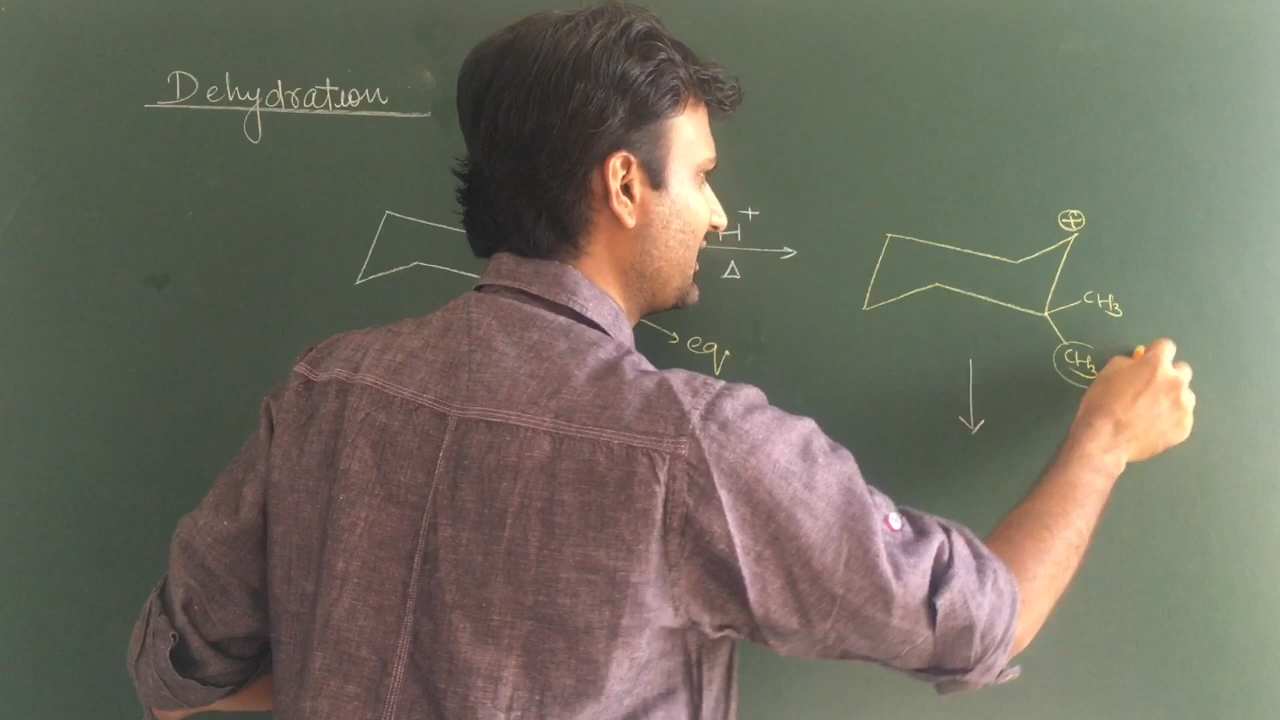 Dehydration
H+
Δ
eq
+
CH3
CH3